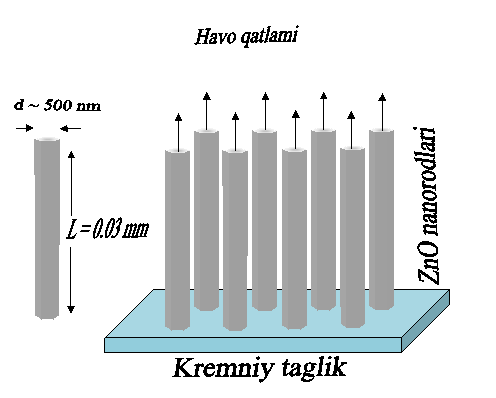 Havo qatlami
d ~ 500 nm
L = 0.03 mm
ZnO nanorodlari
Kremniy taglik